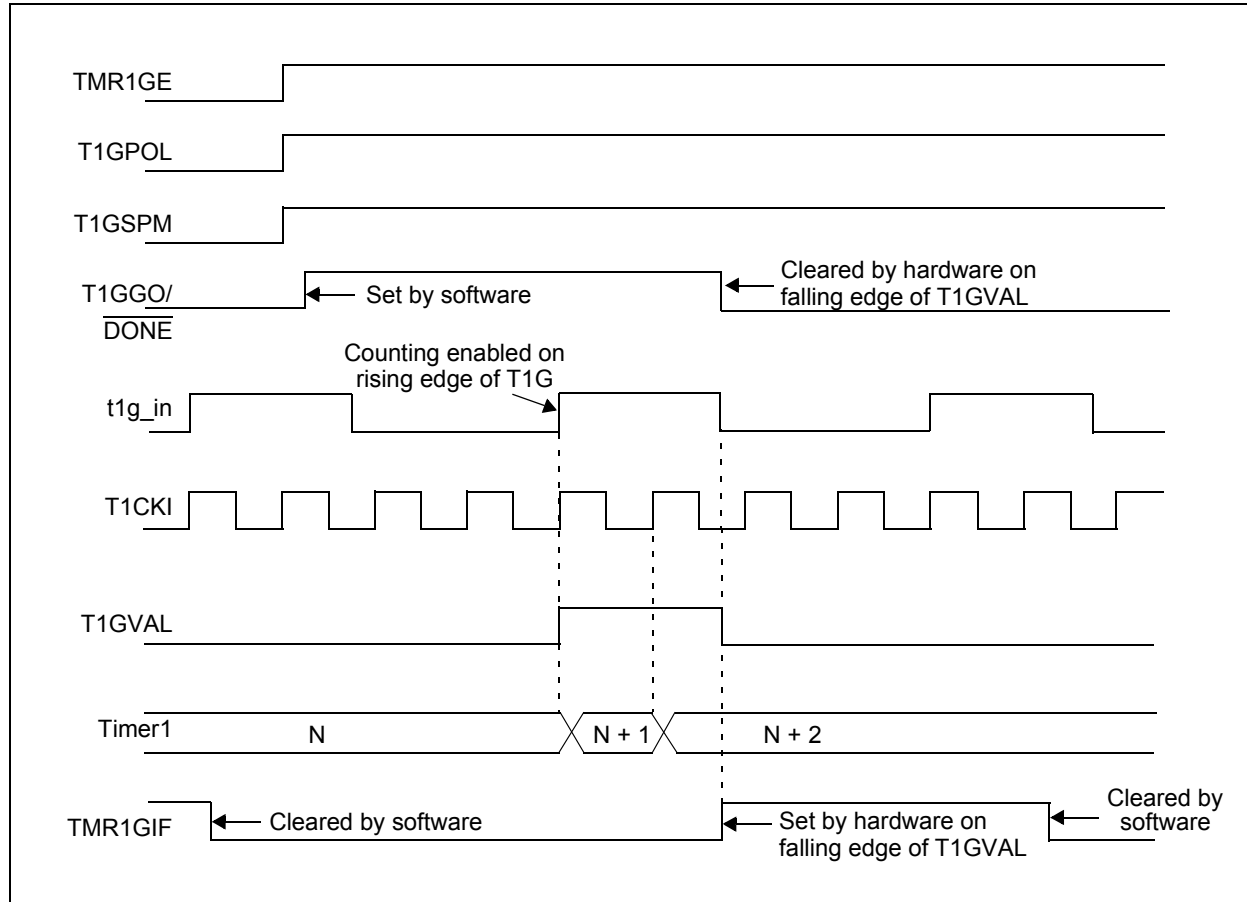 TMR1GE
T1GPOL
T1GSPM
T1GGO/
DONE
Set by software
Cleared by hardware on
falling edge of T1GVAL
Counting enabled on
rising edge of T1G
t1g_in
T1CKI
T1GVAL
Timer1
N
N + 1
N + 2
TMR1GIF
Cleared by software
Set by hardware on
falling edge of T1GVAL
Cleared by
software